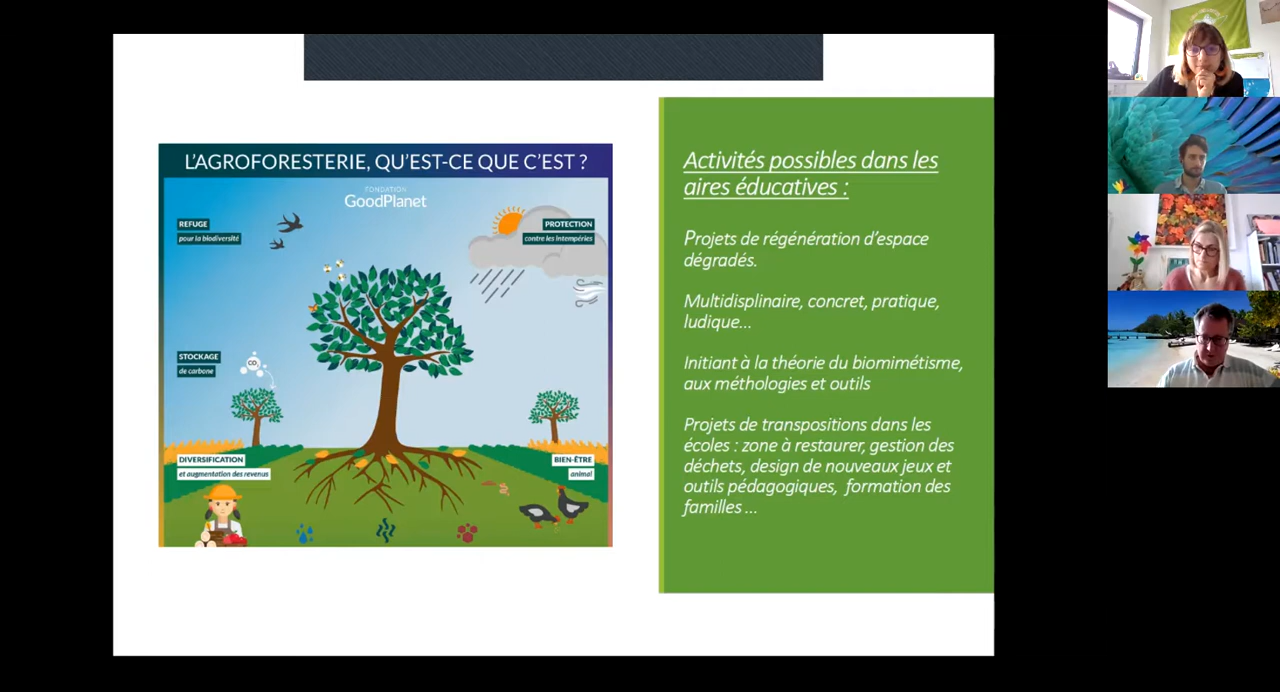 L'AGROFORESTERIE, QU'EST-CE QUE C'EST ?
FONDATION
GoodPlanet
REFUGE
pour la biodiversité
PROTECTION
contre les intempéries
STOCKAGE
de carbone
CO
DIVERSIFICATION
et augmentation des revenus
BIEN-ÊTRE
animal
Activités possibles dans les
aires éducatives :
Projets de régénération d'espace
dégradés.
Multidisplinaire, concret, pratique,
ludique...
Initiant à la théorie du biomimétisme,
aux méthologies et outils
Projets de transpositions dans les
écoles : zone à restaurer, gestion des
déchets, design de nouveaux jeux et
outils pédagogiques, formation des
familles ...